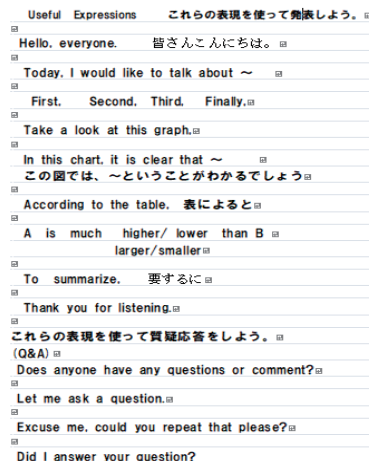 Useful Expressions これらの表現を使って発表しよう。
Hello, everyone. 皆さんこんにちは。
Today, I would like to talk about ～
First, Second, Third, Finally,
Take a look at this graph.
In this chart, it is clear that ～
この図では、～ということがわかるでしょう
According to the table, 表によると
A is much higher/ lower than B
larger/smaller
To summarize, 要するに
Thank you for listening.
これらの表現を使って質疑応答をしよう。
(Q&A)
Does anyone have any questions or comment?
Let me ask a question.
Excuse me, could you repeat that please?
Did I answer your question?